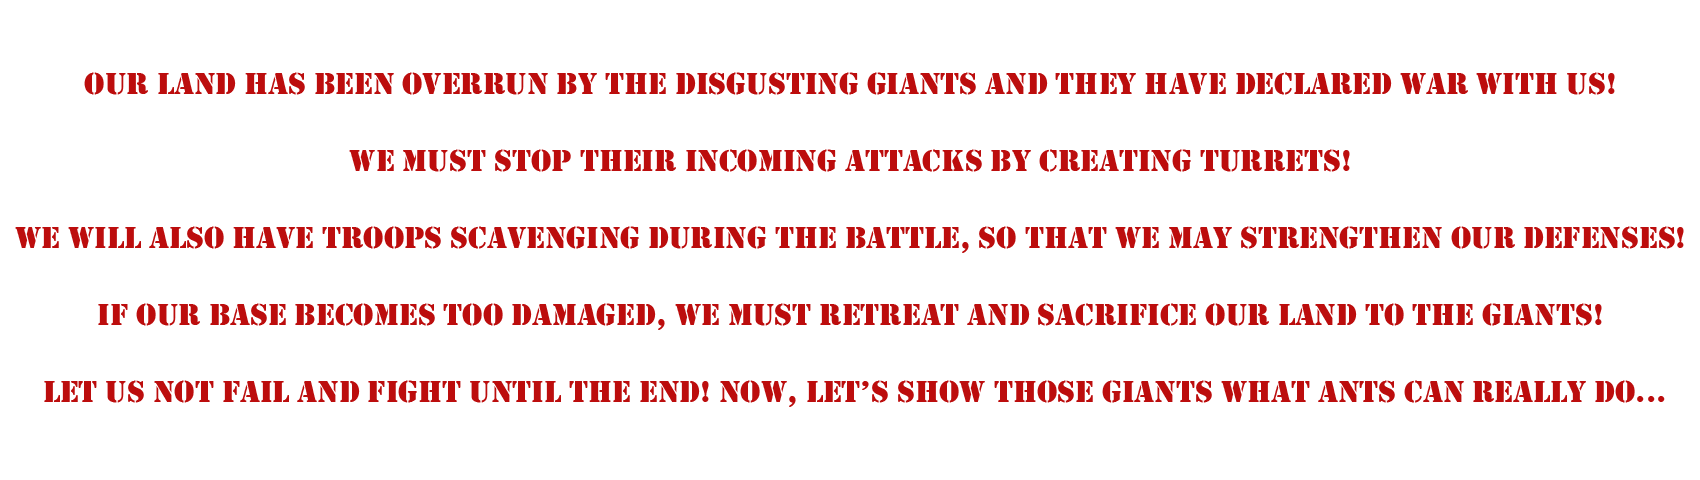 OUR LAND HAS BEEN OVERRUN BY THE DISGUSTING GIANTS AND THEY HAVE DECLARED WAR WITH US!
WE MUST STOP THEIR INCOMING ATTACKS BY CREATING TURRETS!
WE WILL ALSO HAVE TROOPS SCAVENGING DURING THE BATTLE, SO THAT WE MAY STRENGTHEN OUR DEFENSES!
IF OUR BASE BECOMES TOO DAMAGED, WE MUST RETREAT AND SACRIFICE OUR LAND TO THE GIANTS!
LET US NOT FAIL AND FIGHT UNTIL THE END! NOW, LET’S SHOW THOSE GIANTS WHAT ANTS CAN REALLY DO...